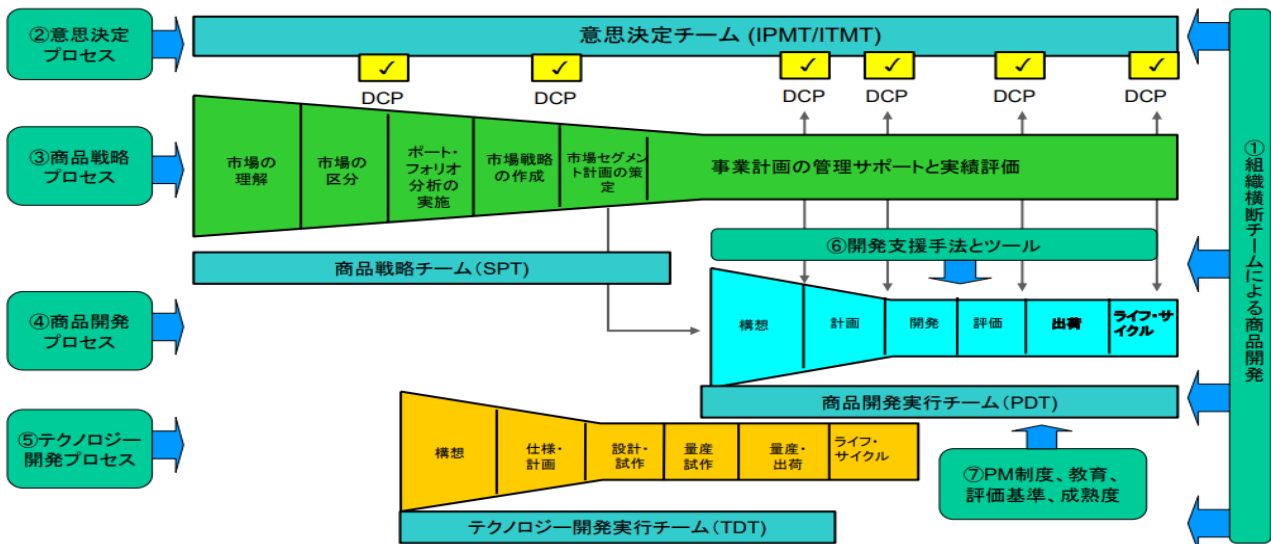 ②意思決定
プロセス
意思決定チーム (IPMT/ITMT)
✓
✓
✓
✓
✓
✓
DCP
DCP
DCP
DCP
DCP
DCP
③商品戦略
プロセス
市場の
理解
市場の
区分
ポート・
フォリオ
分析の
実施
市場戦略
の作成
市場セグメン
ト計画の策
定
事業計画の管理サポートと実績評価
①組織横断チームによる商品開発
⑥開発支援手法とツール
商品戦略チーム(SPT)
④商品開発
プロセス
構想
計画
開発
評価
出荷
ライフ・サ
イクル
商品開発実行チーム(PDT)
⑤テクノロジー
開発プロセス
構想
仕様・
計画
設計・
試作
量産
試作
量産・
出荷
ライフ・
サイクル
⑦PM制度、教育、
評価基準、成熟度
テクノロジー開発実行チーム(TDT)